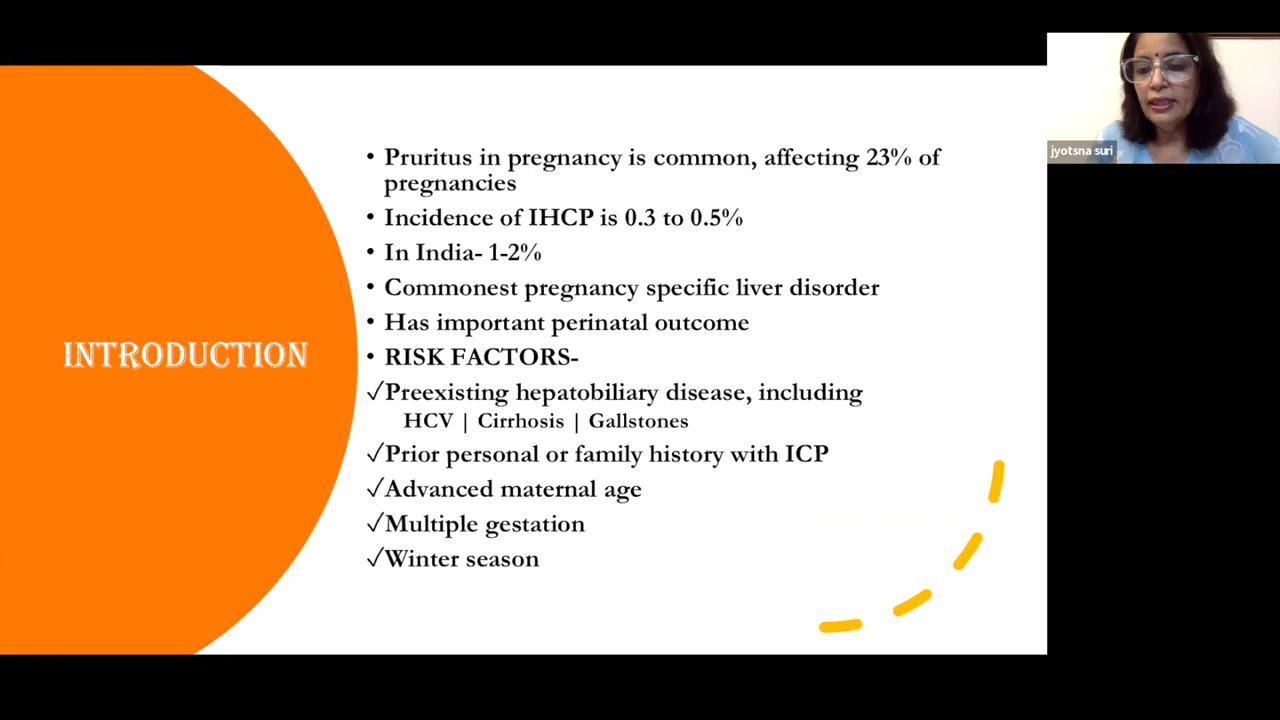 INTRODUCTION
• Pruritus in pregnancy is common, affecting 23% of
pregnancies
• Incidence of IHCP is 0.3 to 0.5%
• In India- 1-2%
• Commonest pregnancy specific liver disorder
• Has important perinatal outcome
• RISK FACTORS-
✓Preexisting hepatobiliary disease, including
HCV | Cirrhosis | Gallstones
✓Prior personal or family history with ICP
✓Advanced maternal age
✓Multiple gestation
✓Winter season
jyotsna suri